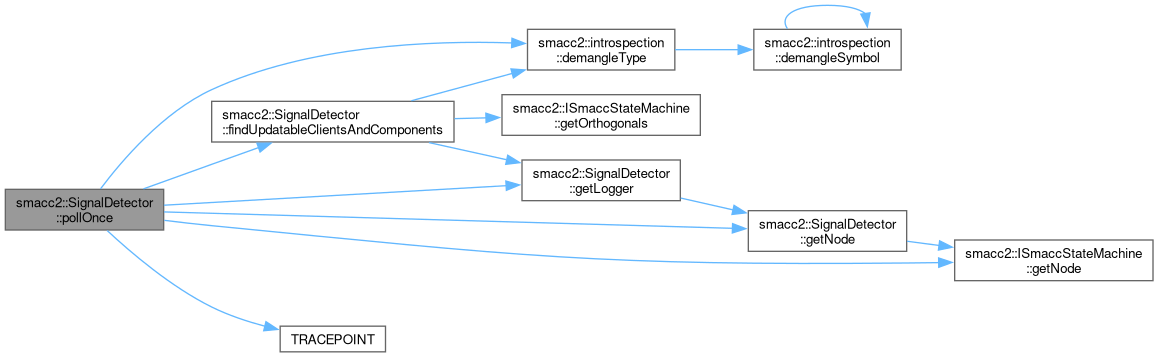 smacc2::SignalDetector
::pollOnce
smacc2::SignalDetector
::findUpdatableClientsAndComponents
smacc2::introspection
::demangleType
smacc2::introspection
::demangleSymbol
smacc2::ISmaccStateMachine
::getOrthogonals
smacc2::SignalDetector
::getLogger
smacc2::SignalDetector
::getNode
smacc2::ISmaccStateMachine
::getNode
TRACEPOINT